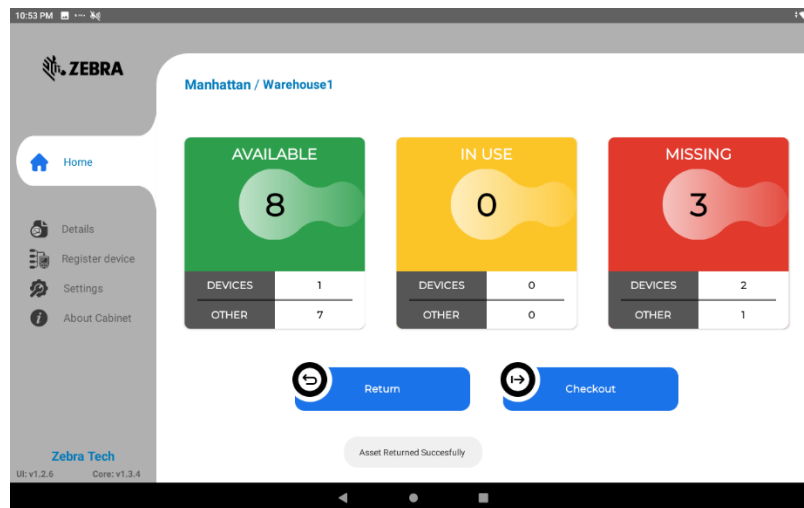 10:53 PM
ZEBRA
Manhattan / Warehouse1
Home
Details
Register device
Settings
About Cabinet
AVAILABLE
8
DEVICES 1
OTHER 7
IN USE
0
DEVICES 0
OTHER 0
MISSING
3
DEVICES 2
OTHER 1
Return
Checkout
Asset Returned Succesfully
Zebra Tech
UI: v1.2.6 Core: v1.3.4